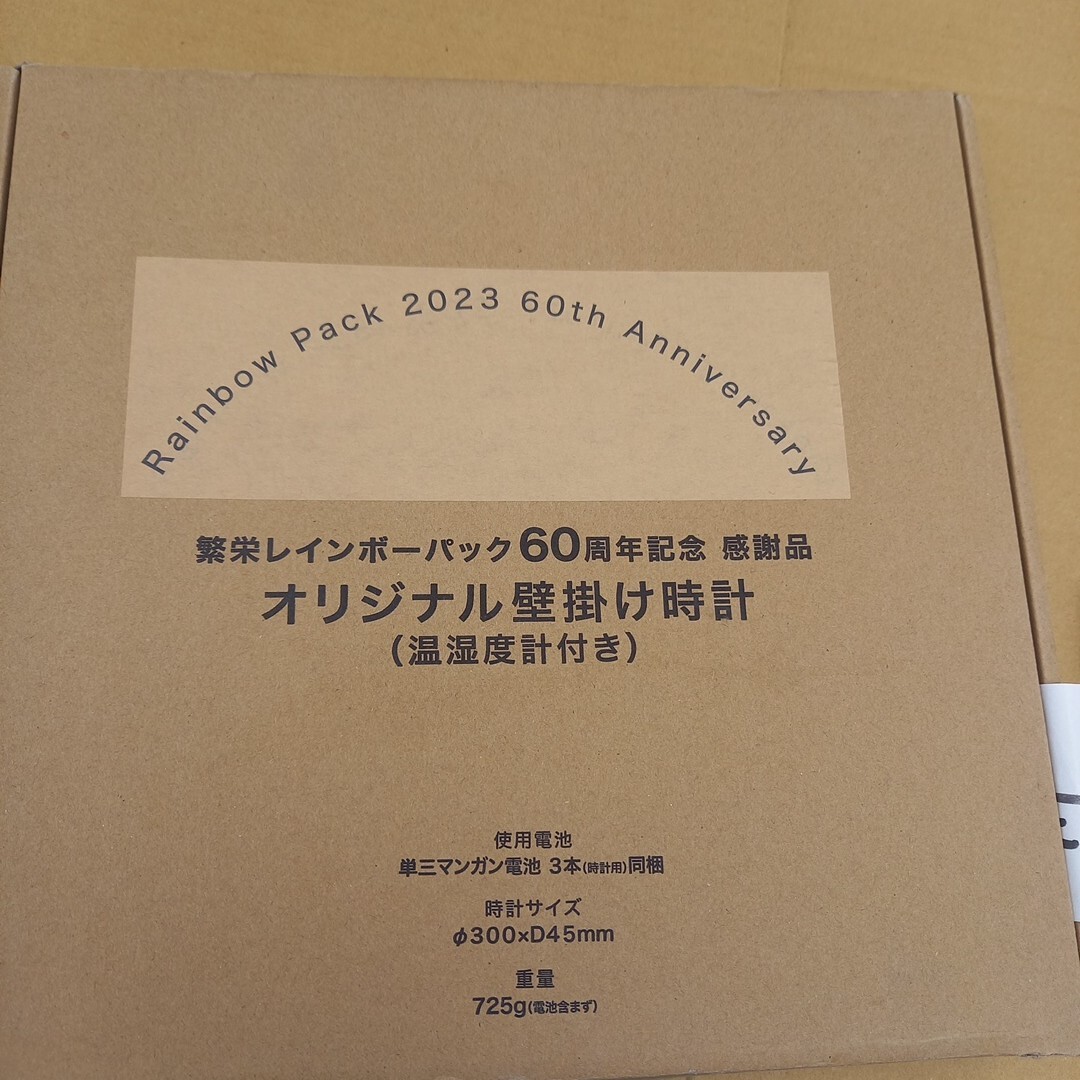 Rainbow Pack 2023 60th Anniversary
繁栄レインボーパック60周年記念 感謝品
オリジナル壁掛け時計
(温湿度計付き)
使用電池
単三マンガン電池 3本(時計用)同梱
時計サイズ
φ300×D45mm
重量
725g(電池含まず)